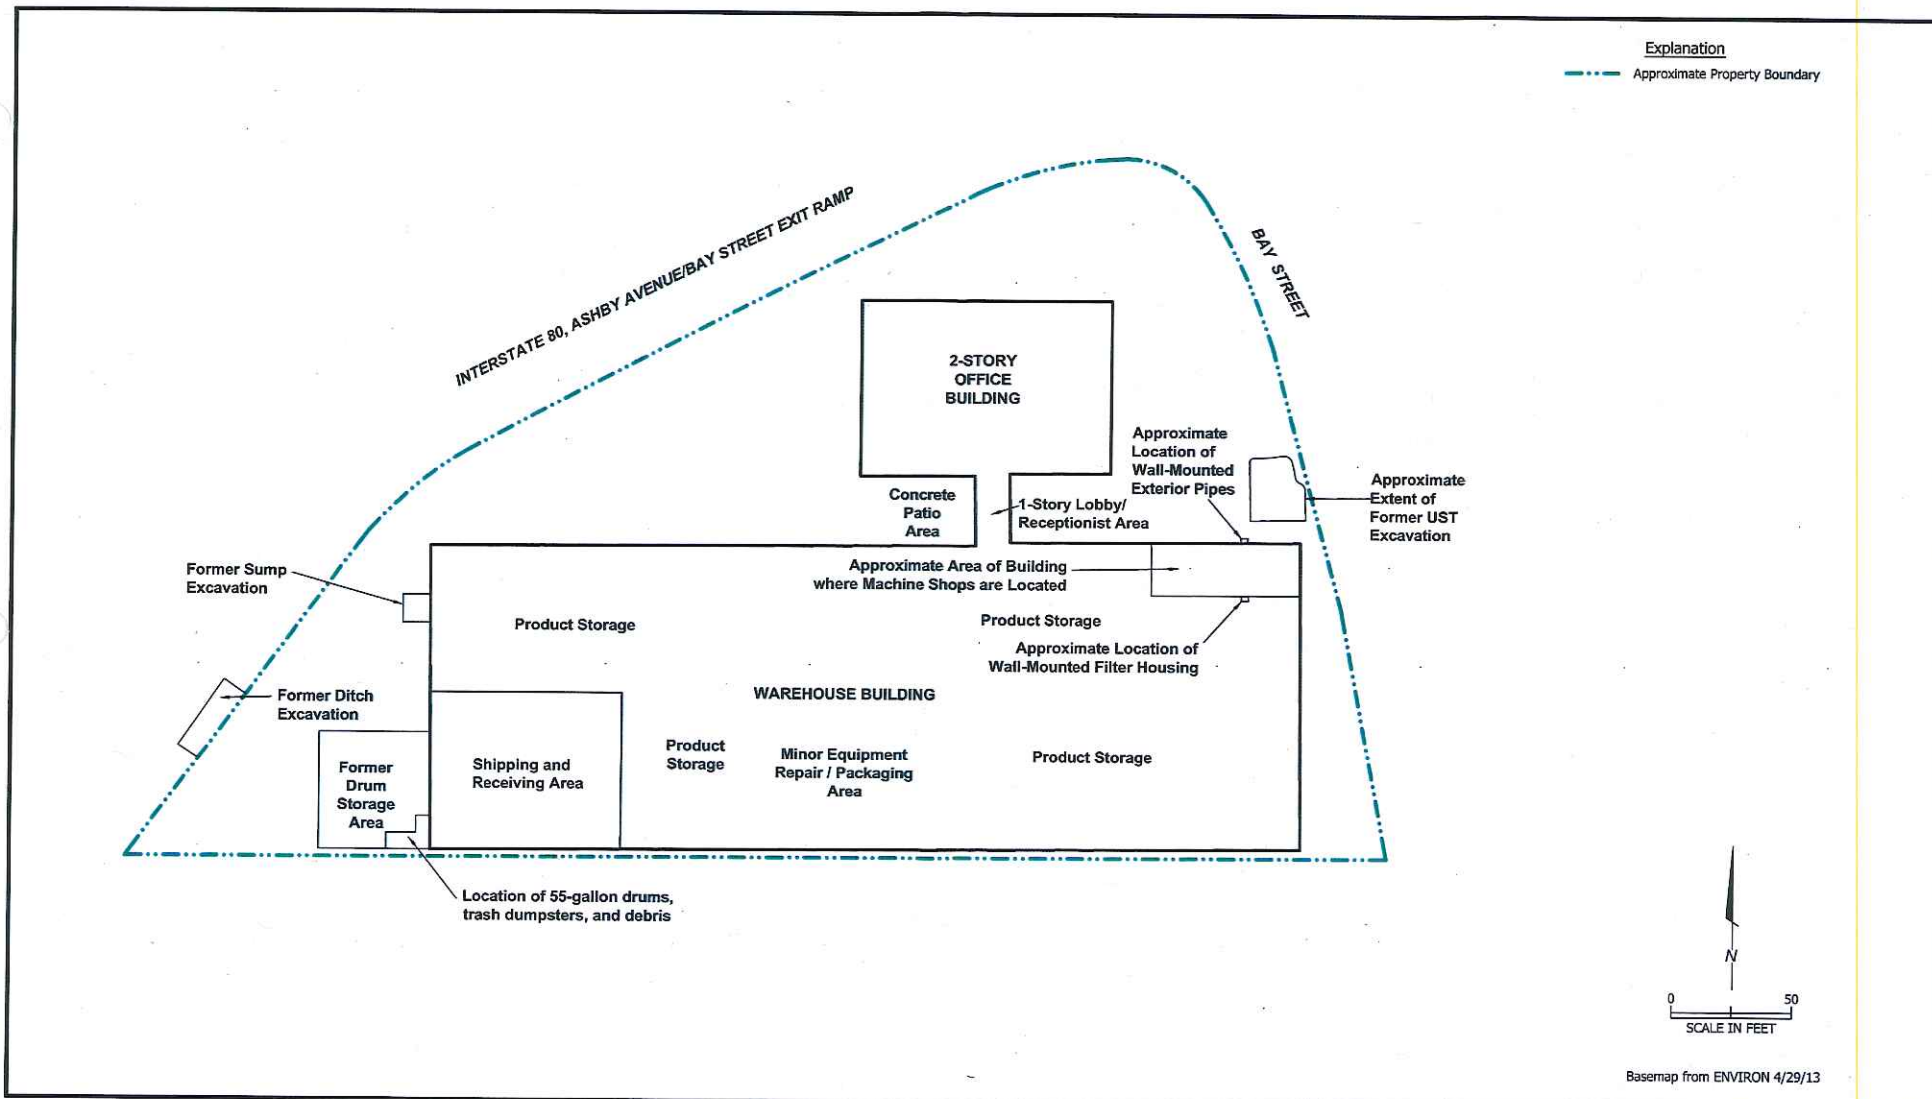 Explanation
Approximate Property Boundary
INTERSTATE 80, ASHBY AVENUE/BAY STREET EXIT RAMP
BAY STREET
2-STORY
OFFICE
BUILDING
Approximate
Location of
Wall-Mounted
Exterior Pipes
Concrete
Patio
Area
1-Story Lobby/
Receptionist Area
Approximate
Extent of
Former UST
Excavation
Former Sump
Excavation
Approximate Area of Building
where Machine Shops are Located
Product Storage
Product Storage
Approximate Location of
Wall-Mounted Filter Housing
Former Ditch
Excavation
WAREHOUSE BUILDING
Former
Drum
Storage
Area
Shipping and
Receiving Area
Product
Storage
Minor Equipment
Repair / Packaging
Area
Product Storage
Location of 55-gallon drums,
trash dumpsters, and debris
N
0 50
SCALE IN FEET
Basemap from ENVIRON 4/29/13